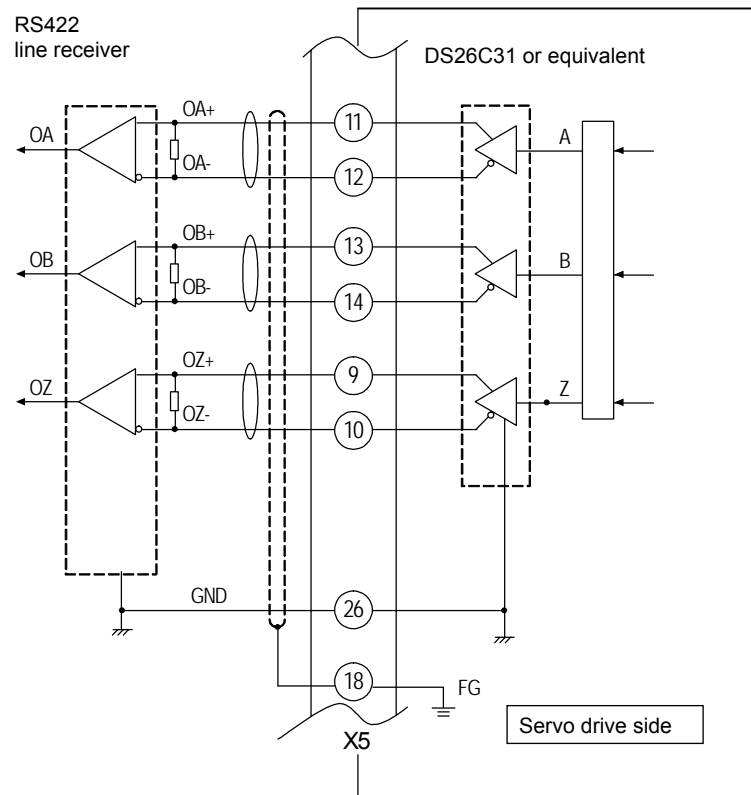 RS422
line receiver
DS26C31 or equivalent
OA+
11
OA
A
OA-
12
OB+
13
OB
B
OB-
14
OZ+
9
OZ
Z
OZ-
10
GND
26
18
FG
Servo drive side
X5